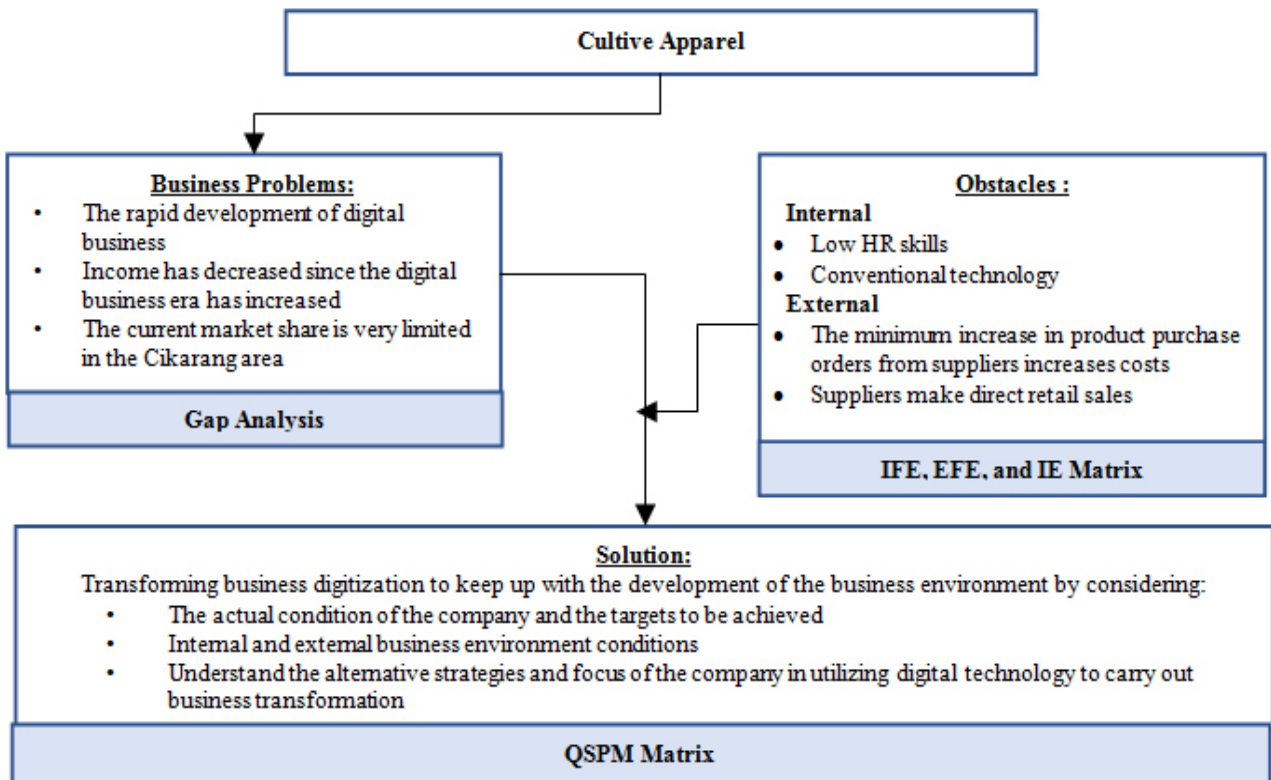 Cultive Apparel
Business Problems:
• The rapid development of digital
business
• Income has decreased since the digital
business era has increased
• The current market share is very limited
in the Cikarang area
Gap Analysis
Obstacles :
Internal
• Low HR skills
• Conventional technology
External
• The minimum increase in product purchase
orders from suppliers increases costs
• Suppliers make direct retail sales
IFE, EFE, and IE Matrix
Solution:
Transforming business digitization to keep up with the development of the business environment by considering:
• The actual condition of the company and the targets to be achieved
• Internal and external business environment conditions
• Understand the alternative strategies and focus of the company in utilizing digital technology to carry out
business transformation
QSPM Matrix